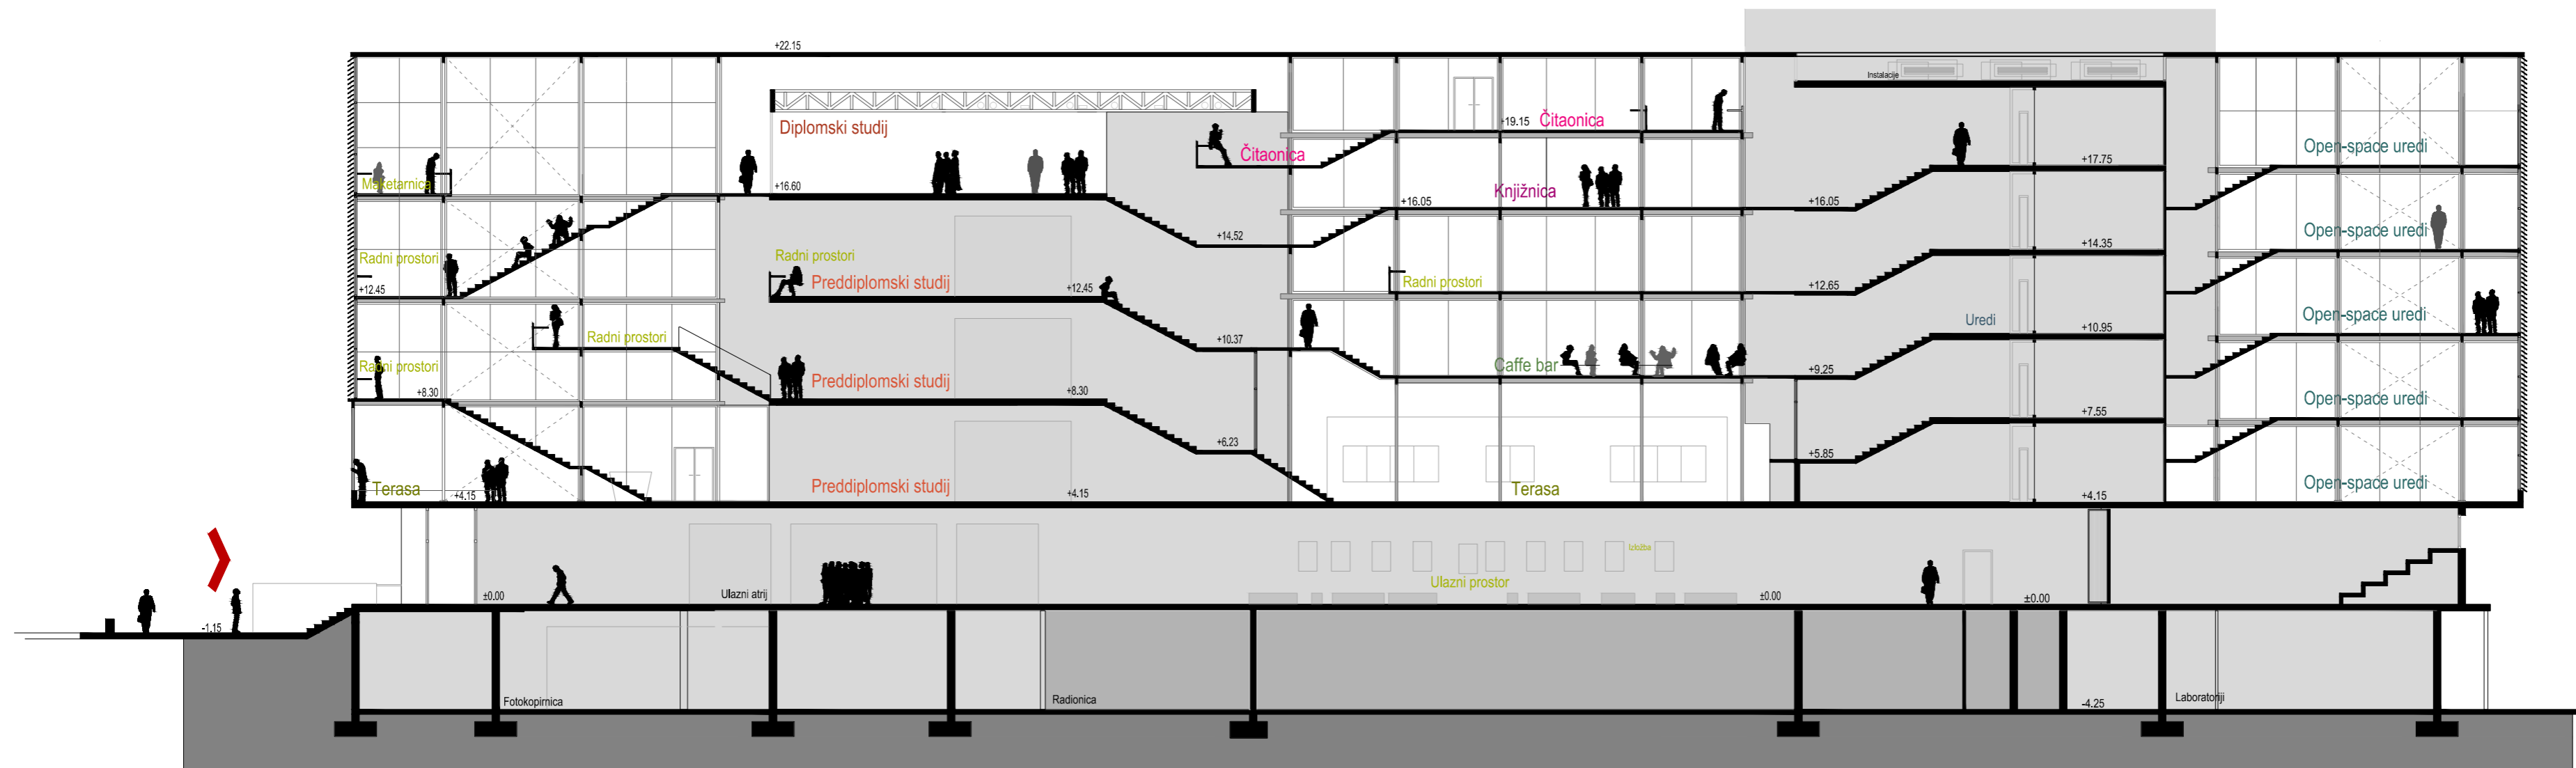 +22.15
Instalacije
Diplomski studij
+19.15
Čitaonica
Čitaonica
Open-space uredi
+17.75
Maketarnica
+16.60
Knjižnica
+16.05
+16.05
Open-space uredi
+14.52
+14.35
Radni prostori
Radni prostori
Preddiplomski studij
Radni prostori
+12.45
+12.45
+12.65
Open-space uredi
Uredi
+10.95
Radni prostori
+10.37
Radni prostori
Caffe bar
+9.25
Preddiplomski studij
+8.30
+8.30
Open-space uredi
+7.55
+6.23
+5.85
Terasa
+4.15
Preddiplomski studij
+4.15
Terasa
Open-space uredi
+4.15
Izložba
Ulazni prostor
±0.00
Ulazni atrij
±0.00
±0.00
-1.15
Fotokopirnica
Radionica
-4.25
Laboratoriji